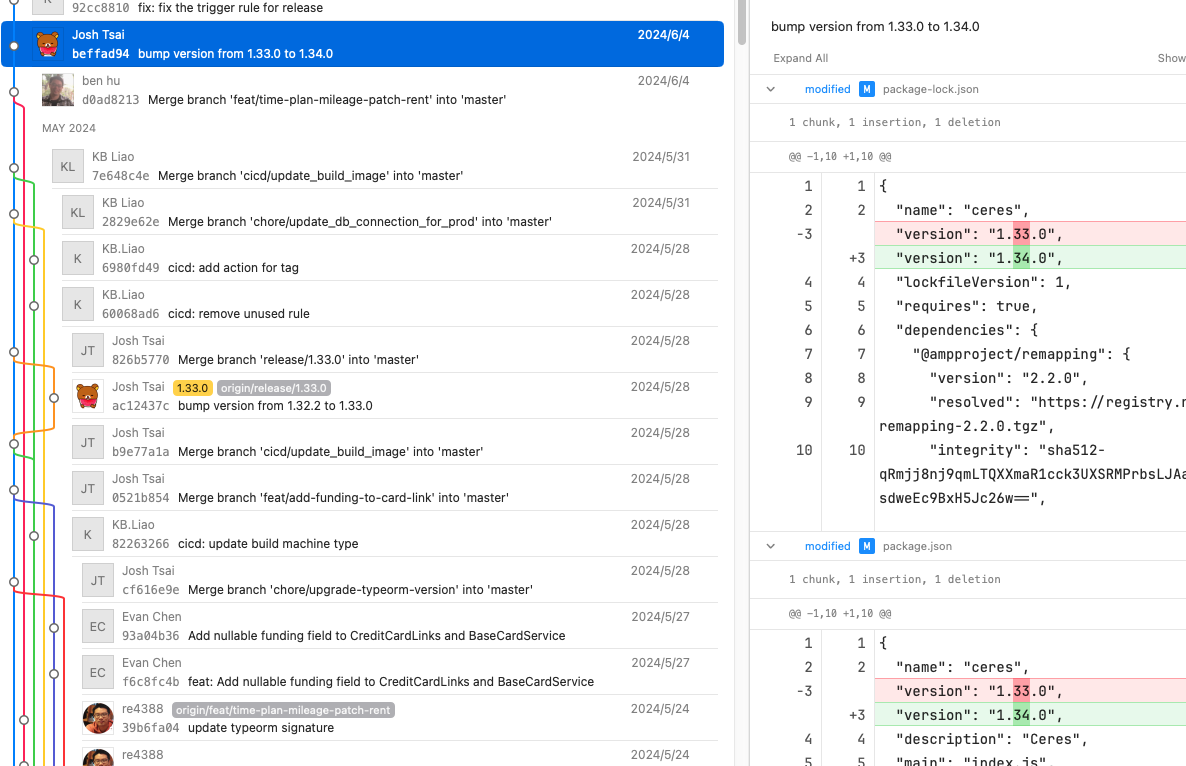 K
92cc8810 fix: fix the trigger rule for release
Josh Tsai 2024/6/4
beffad94 bump version from 1.33.0 to 1.34.0
ben hu 2024/6/4
d0ad8213 Merge branch 'feat/time-plan-mileage-patch-rent' into 'master'
MAY 2024
KL KB Liao 2024/5/31
7e648c4e Merge branch 'cicd/update_build_image' into 'master'
KL KB Liao 2024/5/31
2829e62e Merge branch 'chore/update_db_connection_for_prod' into 'master'
K KB.Liao 2024/5/28
6980fd49 cicd: add action for tag
K KB.Liao 2024/5/28
60068ad6 cicd: remove unused rule
JT Josh Tsai 2024/5/28
826b5770 Merge branch 'release/1.33.0' into 'master'
Josh Tsai 1.33.0 origin/release/1.33.0 2024/5/28
ac12437c bump version from 1.32.2 to 1.33.0
JT Josh Tsai 2024/5/28
b9e77a1a Merge branch 'cicd/update_build_image' into 'master'
JT Josh Tsai 2024/5/28
0521b854 Merge branch 'feat/add-funding-to-card-link' into 'master'
K KB.Liao 2024/5/28
82263266 cicd: update build machine type
JT Josh Tsai 2024/5/28
cf616e9e Merge branch 'chore/upgrade-typeorm-version' into 'master'
EC Evan Chen 2024/5/27
93a04b36 Add nullable funding field to CreditCardLinks and BaseCardService
EC Evan Chen 2024/5/27
f6c8fc4b feat: Add nullable funding field to CreditCardLinks and BaseCardService
re4388 origin/feat/time-plan-mileage-patch-rent 2024/5/24
39b6fa04 update typeorm signature
re4388 2024/5/24
bump version from 1.33.0 to 1.34.0
Expand All Show
modified M package-lock.json
1 chunk, 1 insertion, 1 deletion
@@ -1,10 +1,10 @@
1 1 {
2 2 "name": "ceres",
-3 "version": "1.33.0",
+3 "version": "1.34.0",
4 4 "lockfileVersion": 1,
5 5 "requires": true,
6 6 "dependencies": {
7 7 "@ampproject/remapping": {
8 8 "version": "2.2.0",
9 9 "resolved": "https://registry.
remapping-2.2.0.tgz",
10 10 "integrity": "sha512-
qRmjj8nj9qmLTQXXmaR1cck3UXSRMPrbsLJAa
sdweEc9BxH5Jc26w==",
modified M package.json
1 chunk, 1 insertion, 1 deletion
@@ -1,10 +1,10 @@
1 1 {
2 2 "name": "ceres",
-3 "version": "1.33.0",
+3 "version": "1.34.0",
4 4 "description": "Ceres",
5 5 "main": "index.js",